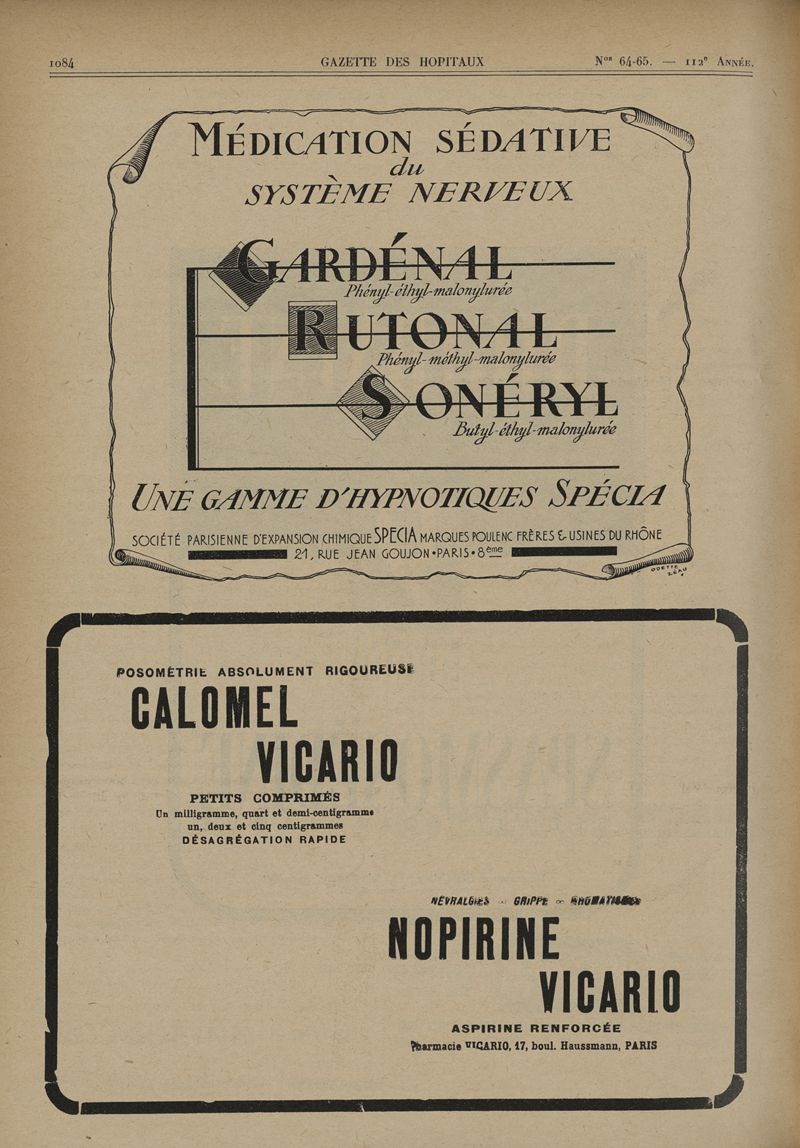 1084
GAZETTE DES HOPITAUX
Nos 64-65. — 112e ANNÉE.
MÉDICATION SÉDATIVE
du
SYSTÈME NERVEUX
GARDÉNAL
Phényl-éthyl-malonylurée
RUTONAL
Phényl-méthyl-malonylurée
SONÉRYL
Butyl-éthyl-malonylurée
UNE GAMME D'HYPNOTIQUES SPÉCIA
SOCIÉTÉ PARISIENNE D'EXPANSION CHIMIQUE SPECIA MARQUES POULENC FRÈRES & USINES DU RHÔNE
21, RUE JEAN GOUJON • PARIS • 8ème
ODETTE
LÉAU
POSOMÉTRIE ABSOLUMENT RIGOUREUSE
CALOMEL
VICARIO
PETITS COMPRIMÉS
Un milligramme, quart et demi-centigramme
un, deux et cinq centigrammes
DÉSAGRÉGATION RAPIDE
NÉVRALGIES - GRIPPE - RHUMATISMES
NOPIRINE
VICARIO
ASPIRINE RENFORCÉE
Pharmacie VICARIO, 17, boul. Haussmann, PARIS